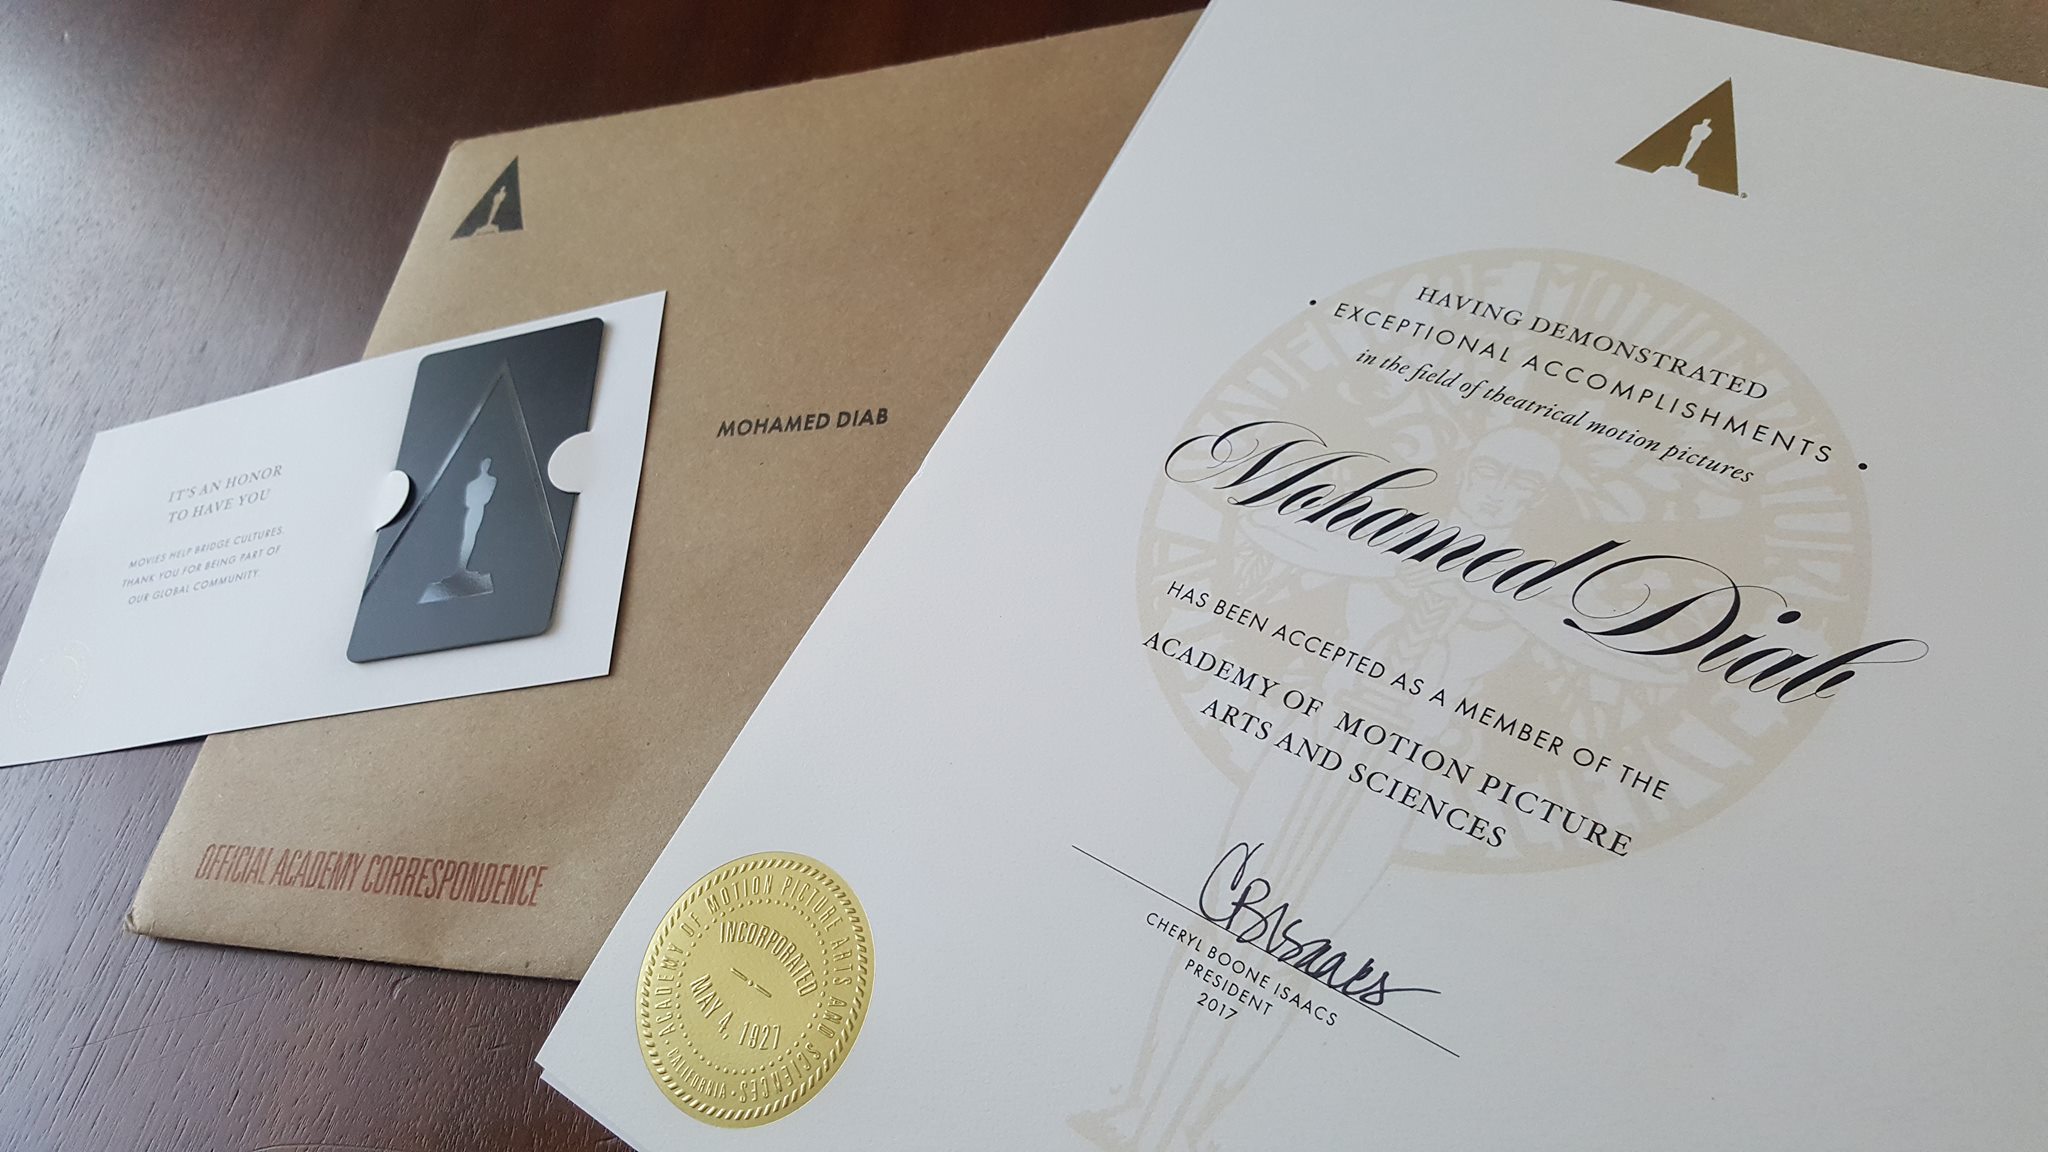 IT'S AN HONOR
TO HAVE YOU
MOVIES HELP BRIDGE CULTURES.
THANK YOU FOR BEING PART OF
OUR GLOBAL COMMUNITY.
MOHAMED DIAB
OFFICIAL ACADEMY CORRESPONDENCE
HAVING DEMONSTRATED
• EXCEPTIONAL ACCOMPLISHMENTS •
in the field of theatrical motion pictures
Mohamed Diab
HAS BEEN ACCEPTED AS A MEMBER OF THE
ACADEMY OF MOTION PICTURE
ARTS AND SCIENCES
CBIsaacs
CHERYL BOONE ISAACS
PRESIDENT
2017
ACADEMY OF MOTION PICTURE ARTS AND SCIENCES • CALIFORNIA •
INCORPORATED
MAY 4, 1927